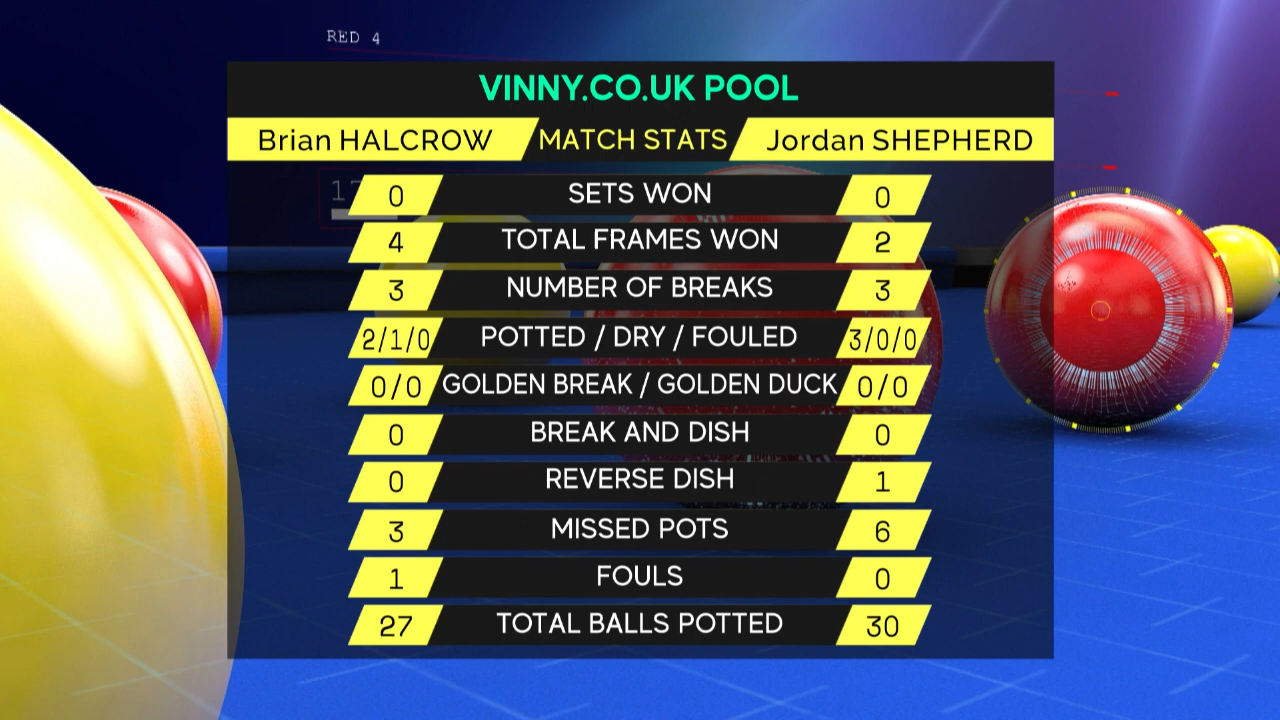 RED 4
VINNY.CO.UK POOL
Brian HALCROW MATCH STATS Jordan SHEPHERD
0 SETS WON 0
4 TOTAL FRAMES WON 2
3 NUMBER OF BREAKS 3
2/1/0 POTTED / DRY / FOULED 3/0/0
0/0 GOLDEN BREAK / GOLDEN DUCK 0/0
0 BREAK AND DISH 0
0 REVERSE DISH 1
3 MISSED POTS 6
1 FOULS 0
27 TOTAL BALLS POTTED 30